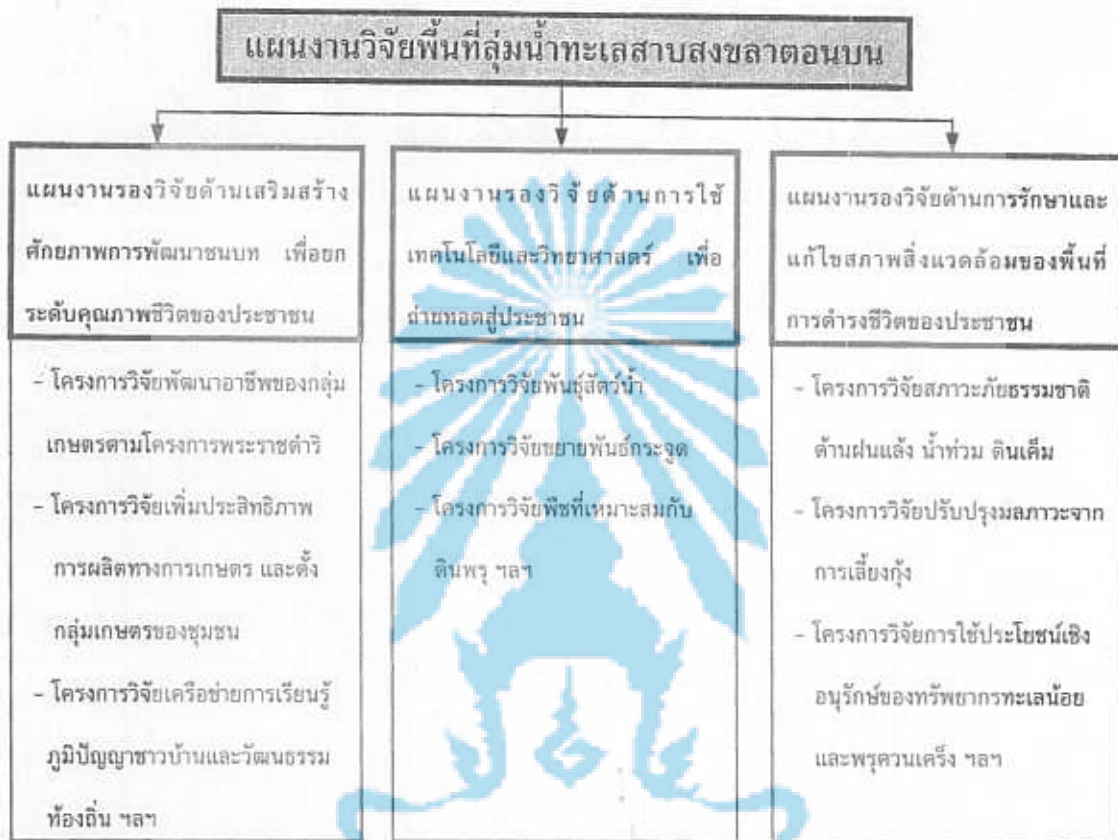 แผนงานวิจัยพื้นที่ลุ่มน้ำทะเลสาบสงขลาตอนบน
แผนงานรองวิจัยด้านเสริมสร้าง
ศักยภาพการพัฒนาชนบท เพื่อยก
ระดับคุณภาพชีวิตของประชาชน
- โครงการวิจัยพัฒนาอาชีพของกลุ่ม
เกษตรตามโครงการพระราชดำริ
- โครงการวิจัยเพิ่มประสิทธิภาพ
การผลิตทางการเกษตร และตั้ง
กลุ่มเกษตรของชุมชน
- โครงการวิจัยเครือข่ายการเรียนรู้
ภูมิปัญญาชาวบ้านและวัฒนธรรม
ท้องถิ่น ฯลฯ
แผนงานรองวิจัยด้านการใช้
เทคโนโลยีและวิทยาศาสตร์ เพื่อ
ถ่ายทอดสู่ประชาชน
- โครงการวิจัยพันธุ์สัตว์น้ำ
- โครงการวิจัยขยายพันธ์กระจูด
- โครงการวิจัยพืชที่เหมาะสมกับ
ดินพรุ ฯลฯ
แผนงานรองวิจัยด้านการรักษาและ
แก้ไขสภาพสิ่งแวดล้อมของพื้นที่
การดำรงชีวิตของประชาชน
- โครงการวิจัยสภาวะภัยธรรมชาติ
ด้านฝนแล้ง น้ำท่วม ดินเค็ม
- โครงการวิจัยปรับปรุงมลภาวะจาก
การเลี้ยงกุ้ง
- โครงการวิจัยการใช้ประโยชน์เชิง
อนุรักษ์ของทรัพยากรทะเลน้อย
และพรุควนเคร็ง ฯลฯ